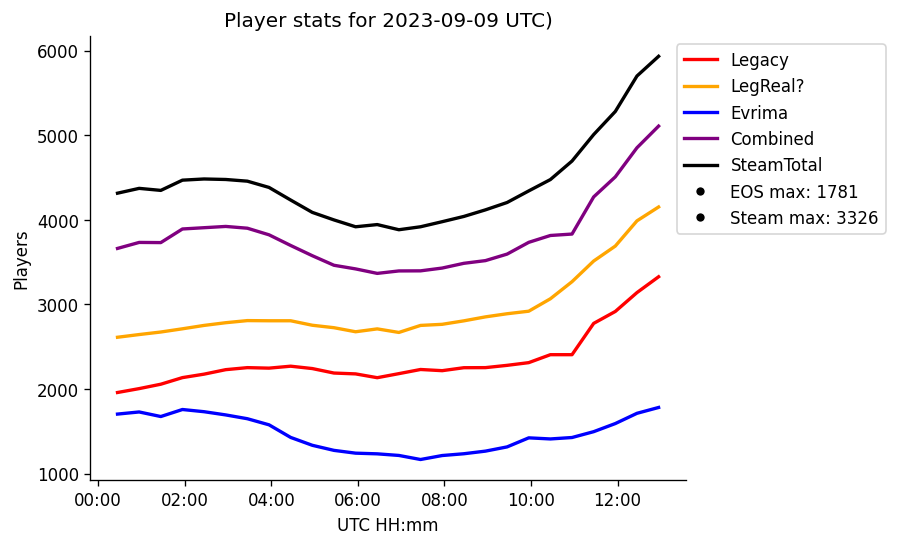 Player stats for 2023-09-09 UTC)
6000
5000
4000
3000
2000
1000
Players
00:00 02:00 04:00 06:00 08:00 10:00 12:00
UTC HH:mm
Legacy
LegReal?
Evrima
Combined
SteamTotal
EOS max: 1781
Steam max: 3326